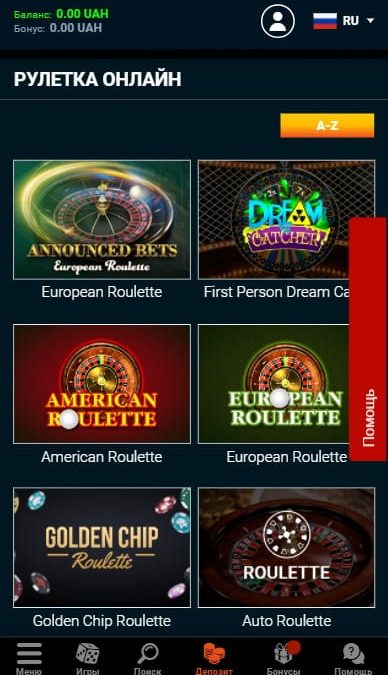 Баланс: 0.00 UAH
Бонус: 0.00 UAH
RU
РУЛЕТКА ОНЛАЙН
A-Z
ANNOUNCED BETS
European Roulette
DREAM
CATCHER
European Roulette
First Person Dream Ca
AMERICAN
ROULETTE
EUROPEAN
ROULETTE
Помощь
American Roulette
European Roulette
GOLDEN CHIP
Roulette
ROULETTE
Golden Chip Roulette
Auto Roulette
Меню
Игры
Поиск
Депозит
Бонусы
Помощь